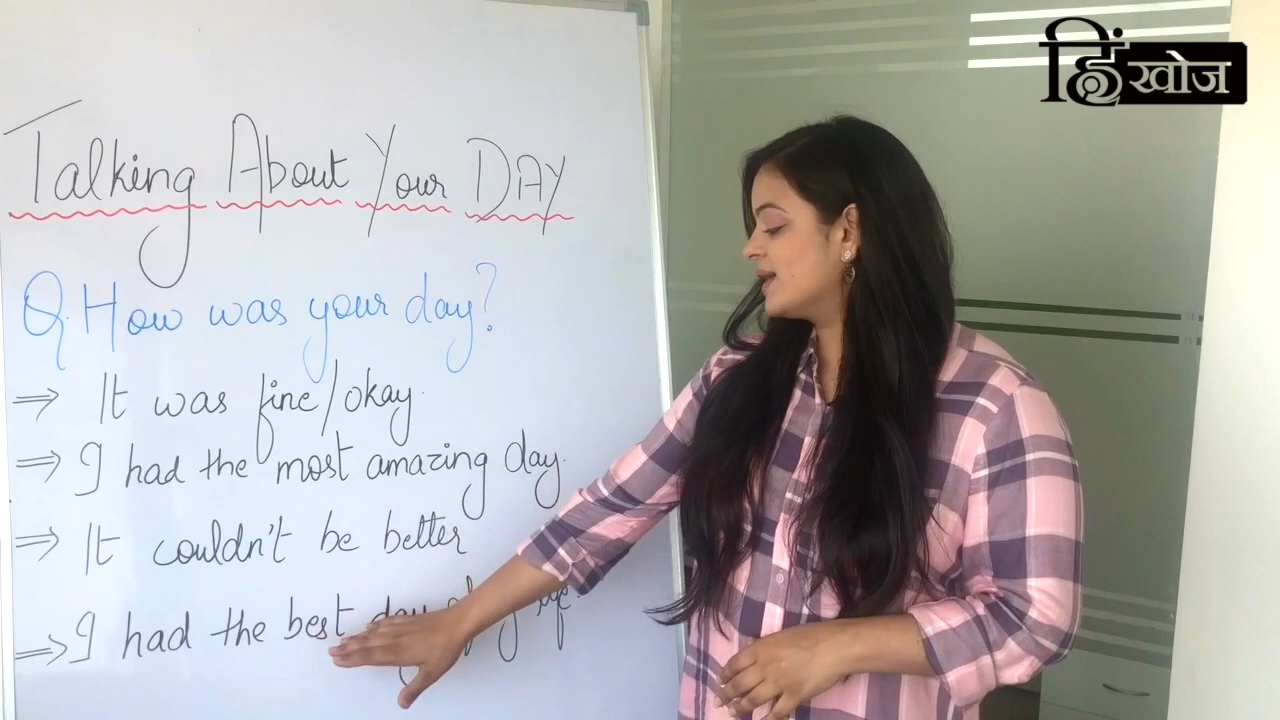 हिंखोज
Talking About Your DAY
Q. How was your day?
⇒ It was fine/okay.
⇒ I had the most amazing day.
⇒ It couldn't be better
⇒ I had the best day of my life.